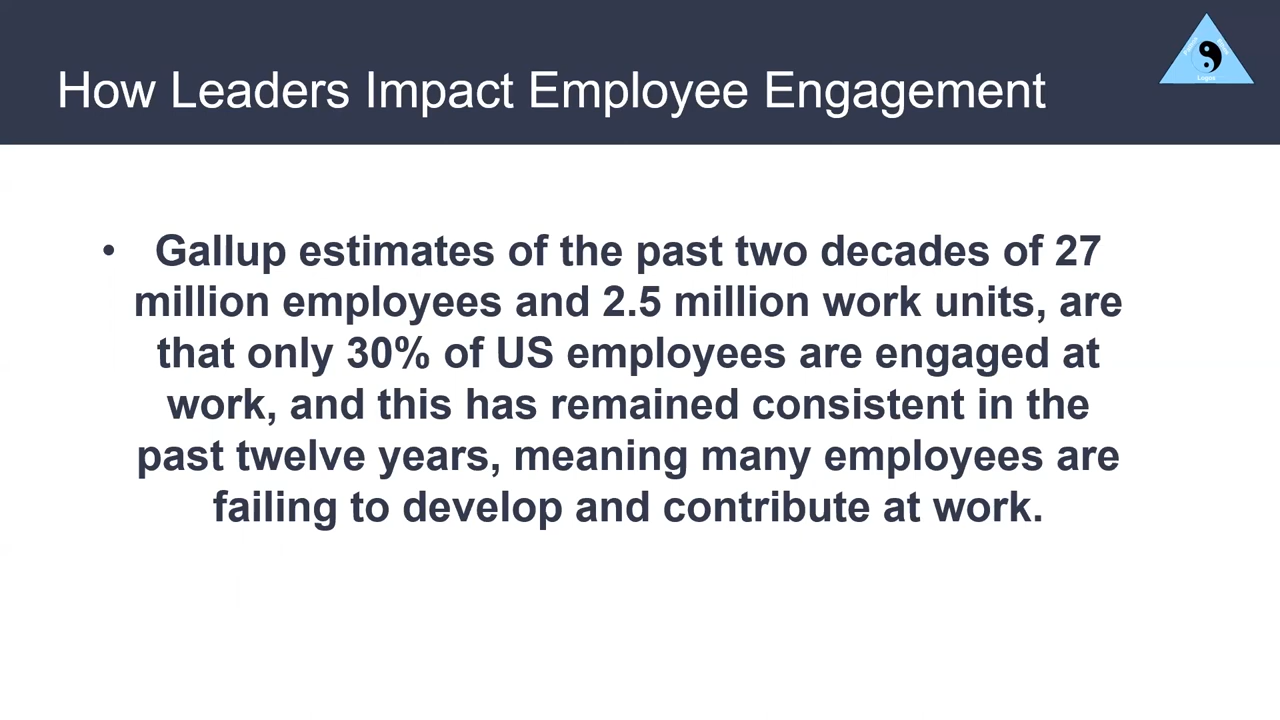 How Leaders Impact Employee Engagement
Logos
• Gallup estimates of the past two decades of 27
million employees and 2.5 million work units, are
that only 30% of US employees are engaged at
work, and this has remained consistent in the
past twelve years, meaning many employees are
failing to develop and contribute at work.